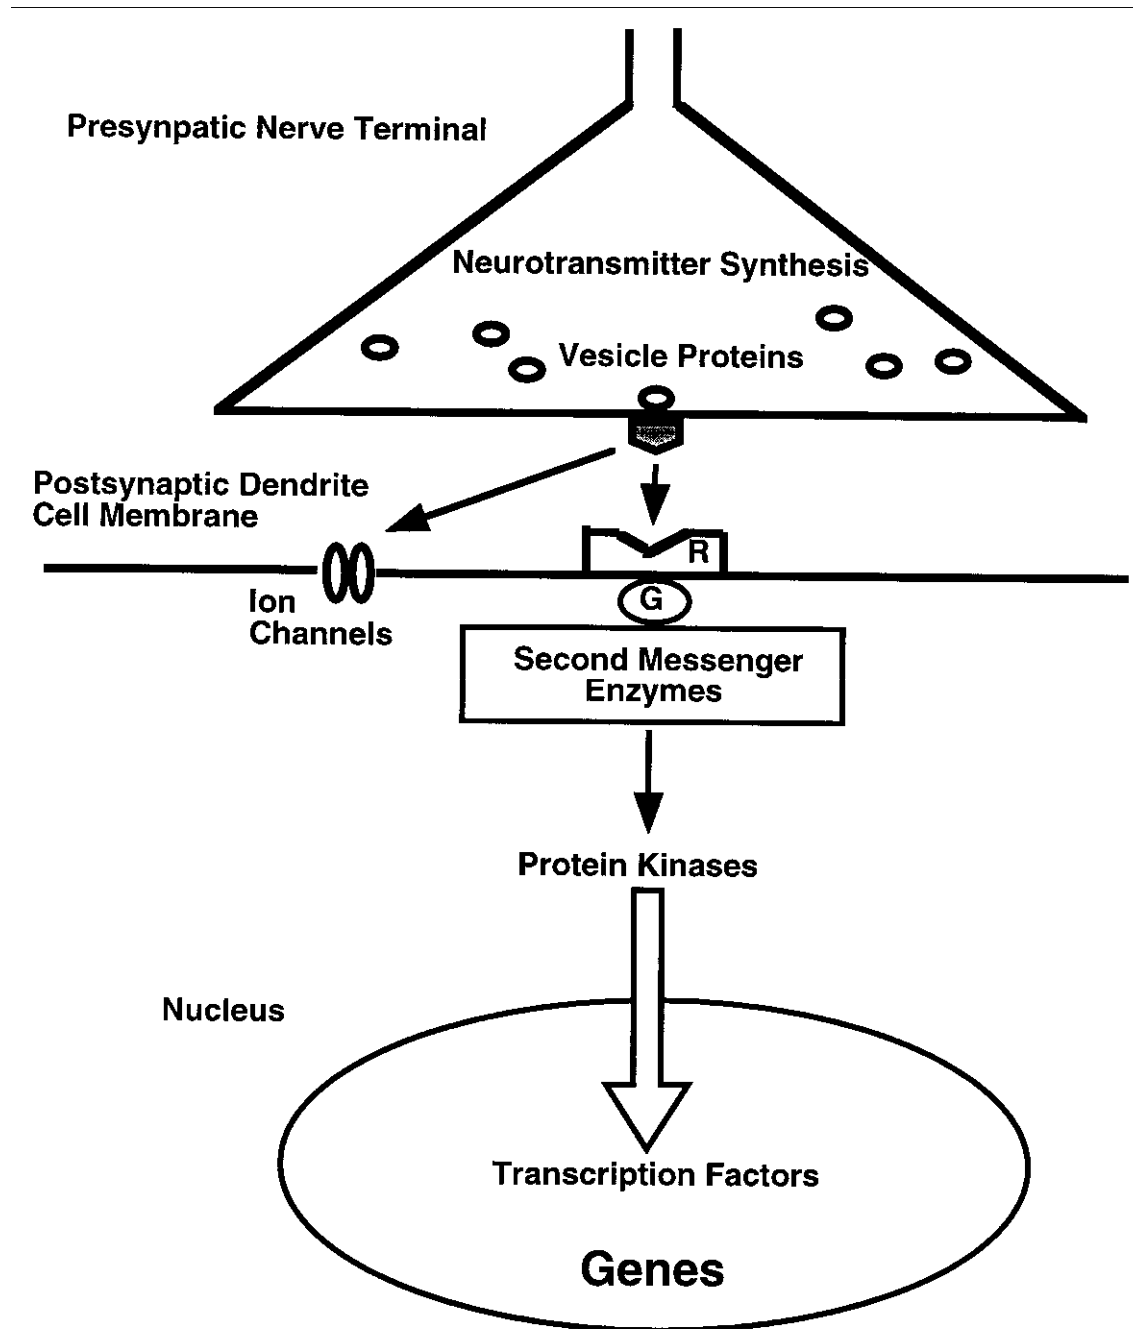 Presynpatic Nerve Terminal
Neurotransmitter Synthesis
Vesicle Proteins
Postsynaptic Dendrite
Cell Membrane
R
G
Ion
Channels
Second Messenger
Enzymes
Protein Kinases
Nucleus
Transcription Factors
Genes